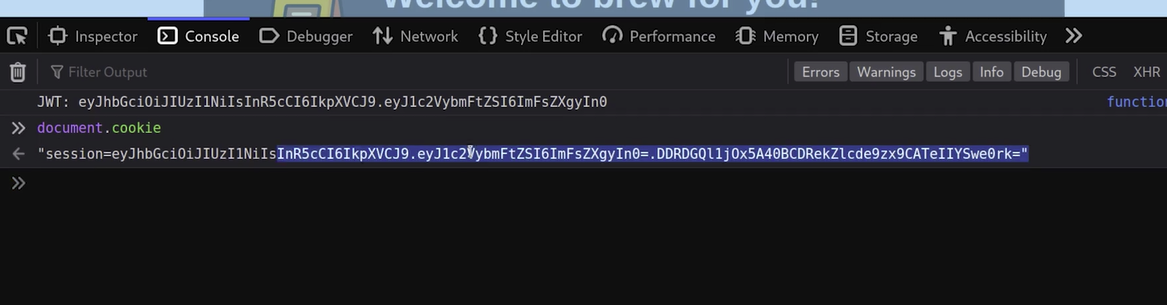 Welcome to brew for you!
Inspector Console Debugger Network Style Editor Performance Memory Storage Accessibility
Filter Output Errors Warnings Logs Info Debug CSS XHR
JWT: eyJhbGciOiJIUzI1NiIsInR5cCI6IkpXVCJ9.eyJ1c2VybmFtZSI6ImFsZXgyIn0 function
document.cookie
"session=eyJhbGciOiJIUzI1NiIsInR5cCI6IkpXVCJ9.eyJ1c2VybmFtZSI6ImFsZXgyIn0=.DDRDGQl1jOx5A40BCDRekZlcde9zx9CATeIIYSwe0rk="